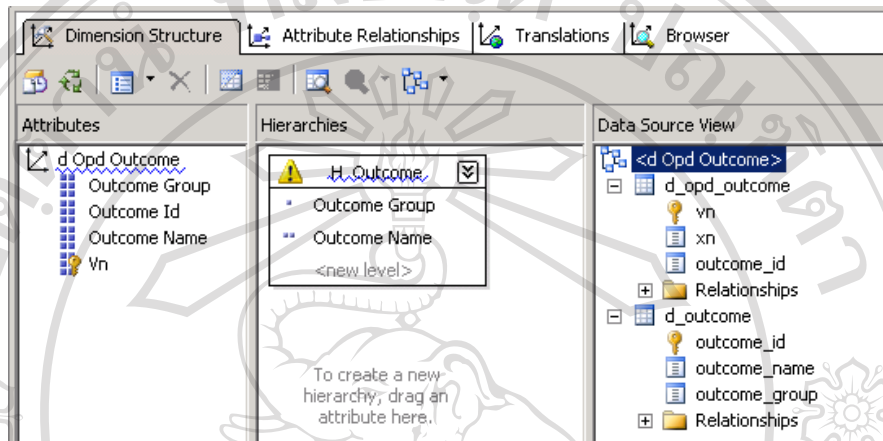 Dimension Structure
Attribute Relationships
Translations
Browser
Attributes
d Opd Outcome
Outcome Group
Outcome Id
Outcome Name
Vn
Hierarchies
H_Outcome
Outcome Group
Outcome Name
<new level>
To create a new
hierarchy, drag an
attribute here.
Data Source View
<d Opd Outcome>
d_opd_outcome
vn
xn
outcome_id
Relationships
d_outcome
outcome_id
outcome_name
outcome_group
Relationships